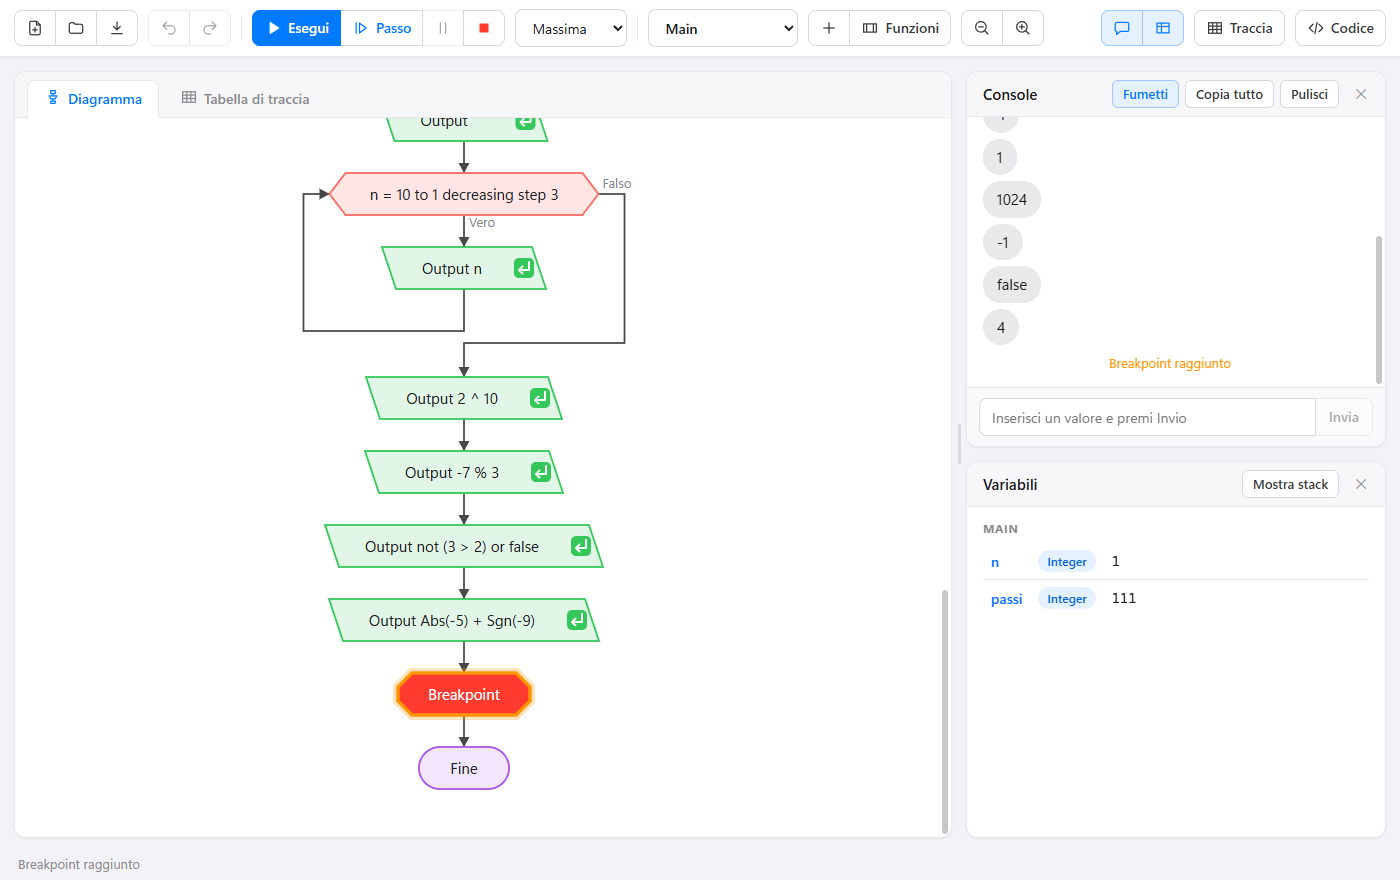 Esegui
Passo
Massima
Main
Funzioni
Traccia
Codice
Diagramma
Tabella di traccia
Output
n = 10 to 1 decreasing step 3
Falso
Vero
Output n
Output 2 ^ 10
Output -7 % 3
Output not (3 > 2) or false
Output Abs(-5) + Sgn(-9)
Breakpoint
Fine
Console
Fumetti
Copia tutto
Pulisci
1
1024
-1
false
4
Breakpoint raggiunto
Inserisci un valore e premi Invio
Invia
Variabili
Mostra stack
MAIN
n Integer 1
passi Integer 111
Breakpoint raggiunto